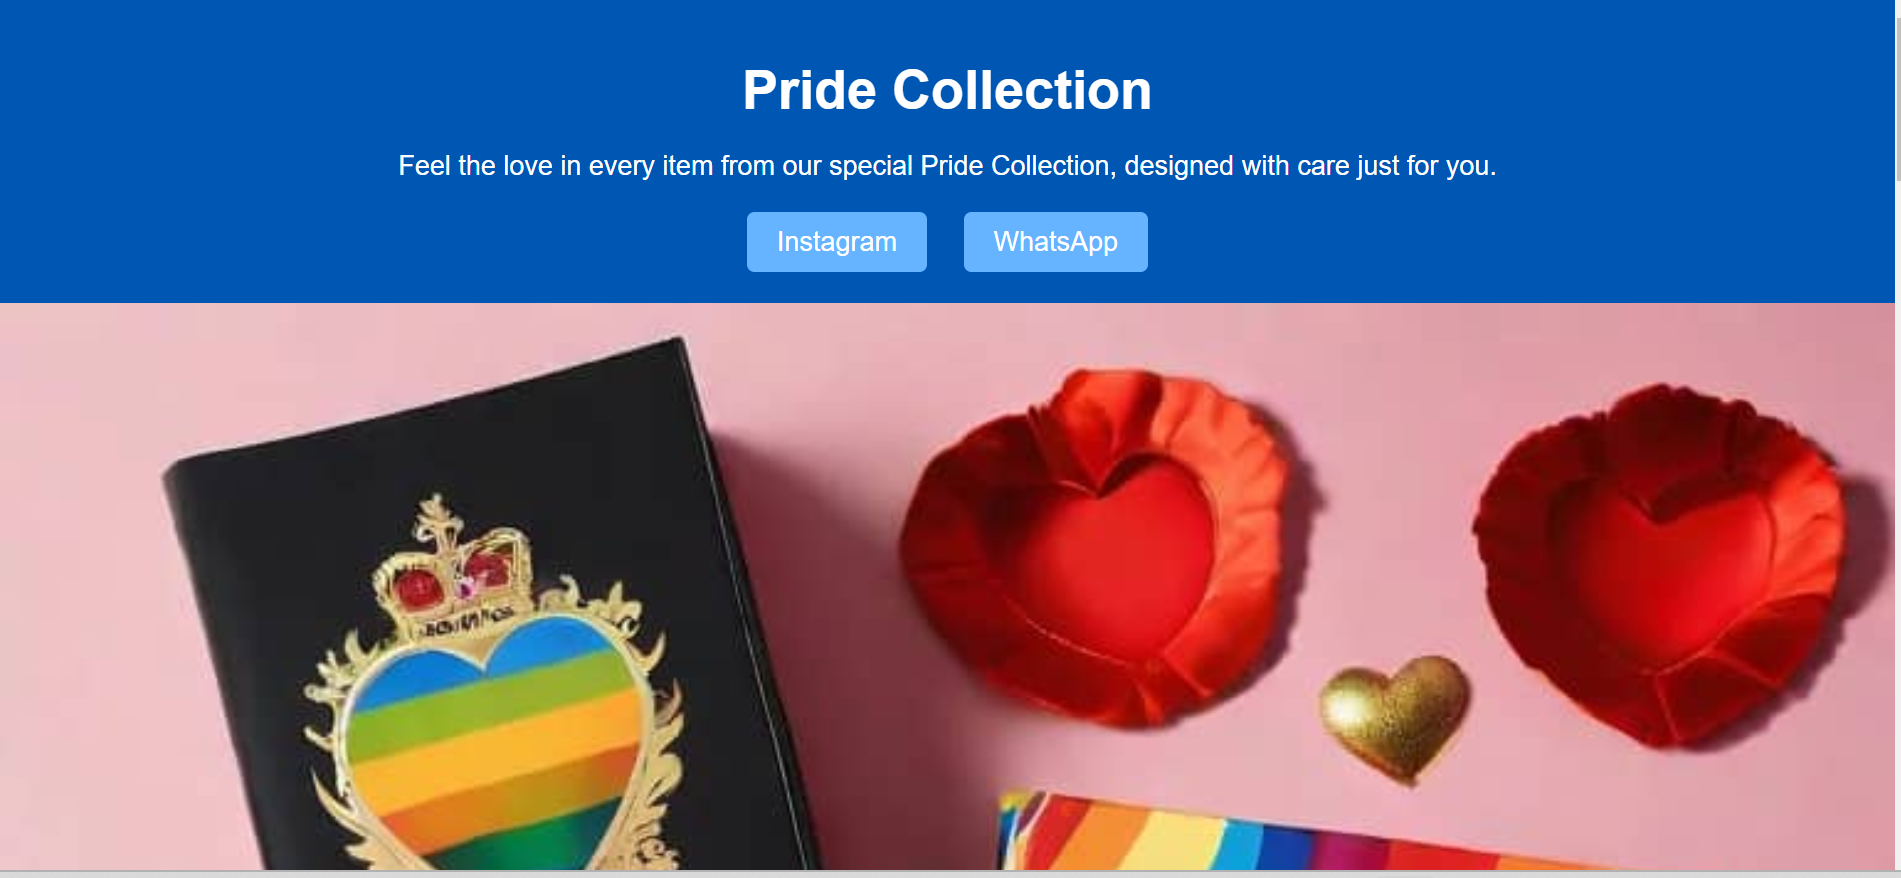 Pride Collection
Feel the love in every item from our special Pride Collection, designed with care just for you.
Instagram
WhatsApp